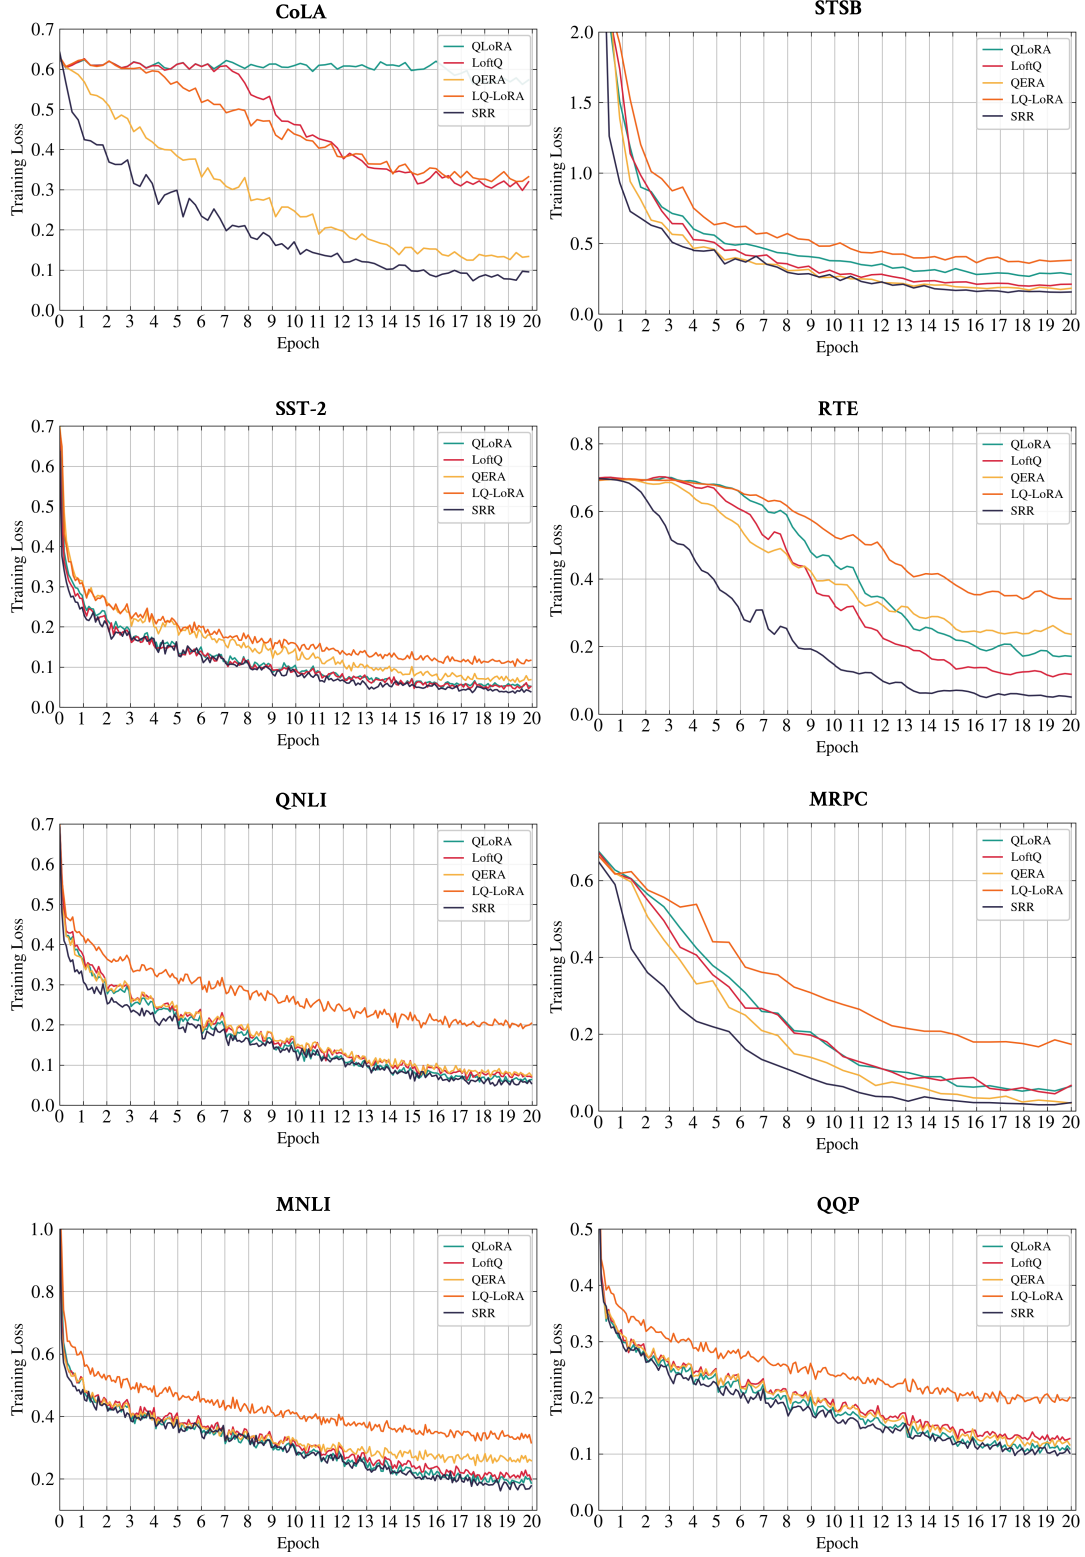 CoLA
0.7
0.6
0.5
0.4
0.3
0.2
0.1
0.0
Training Loss
0 1 2 3 4 5 6 7 8 9 10 11 12 13 14 15 16 17 18 19 20
Epoch
QLoRA
LoftQ
QERA
LQ-LoRA
SRR
STSB
2.0
1.5
1.0
0.5
0.0
Training Loss
0 1 2 3 4 5 6 7 8 9 10 11 12 13 14 15 16 17 18 19 20
Epoch
QLoRA
LoftQ
QERA
LQ-LoRA
SRR
SST-2
0.7
0.6
0.5
0.4
0.3
0.2
0.1
0.0
Training Loss
0 1 2 3 4 5 6 7 8 9 10 11 12 13 14 15 16 17 18 19 20
Epoch
QLoRA
LoftQ
QERA
LQ-LoRA
SRR
RTE
0.8
0.6
0.4
0.2
0.0
Training Loss
0 1 2 3 4 5 6 7 8 9 10 11 12 13 14 15 16 17 18 19 20
Epoch
QLoRA
LoftQ
QERA
LQ-LoRA
SRR
QNLI
0.7
0.6
0.5
0.4
0.3
0.2
0.1
0.0
Training Loss
0 1 2 3 4 5 6 7 8 9 10 11 12 13 14 15 16 17 18 19 20
Epoch
QLoRA
LoftQ
QERA
LQ-LoRA
SRR
MRPC
0.6
0.4
0.2
0.0
Training Loss
0 1 2 3 4 5 6 7 8 9 10 11 12 13 14 15 16 17 18 19 20
Epoch
QLoRA
LoftQ
QERA
LQ-LoRA
SRR
MNLI
1.0
0.8
0.6
0.4
0.2
Training Loss
0 1 2 3 4 5 6 7 8 9 10 11 12 13 14 15 16 17 18 19 20
Epoch
QLoRA
LoftQ
QERA
LQ-LoRA
SRR
QQP
0.5
0.4
0.3
0.2
0.1
0.0
Training Loss
0 1 2 3 4 5 6 7 8 9 10 11 12 13 14 15 16 17 18 19 20
Epoch
QLoRA
LoftQ
QERA
LQ-LoRA
SRR